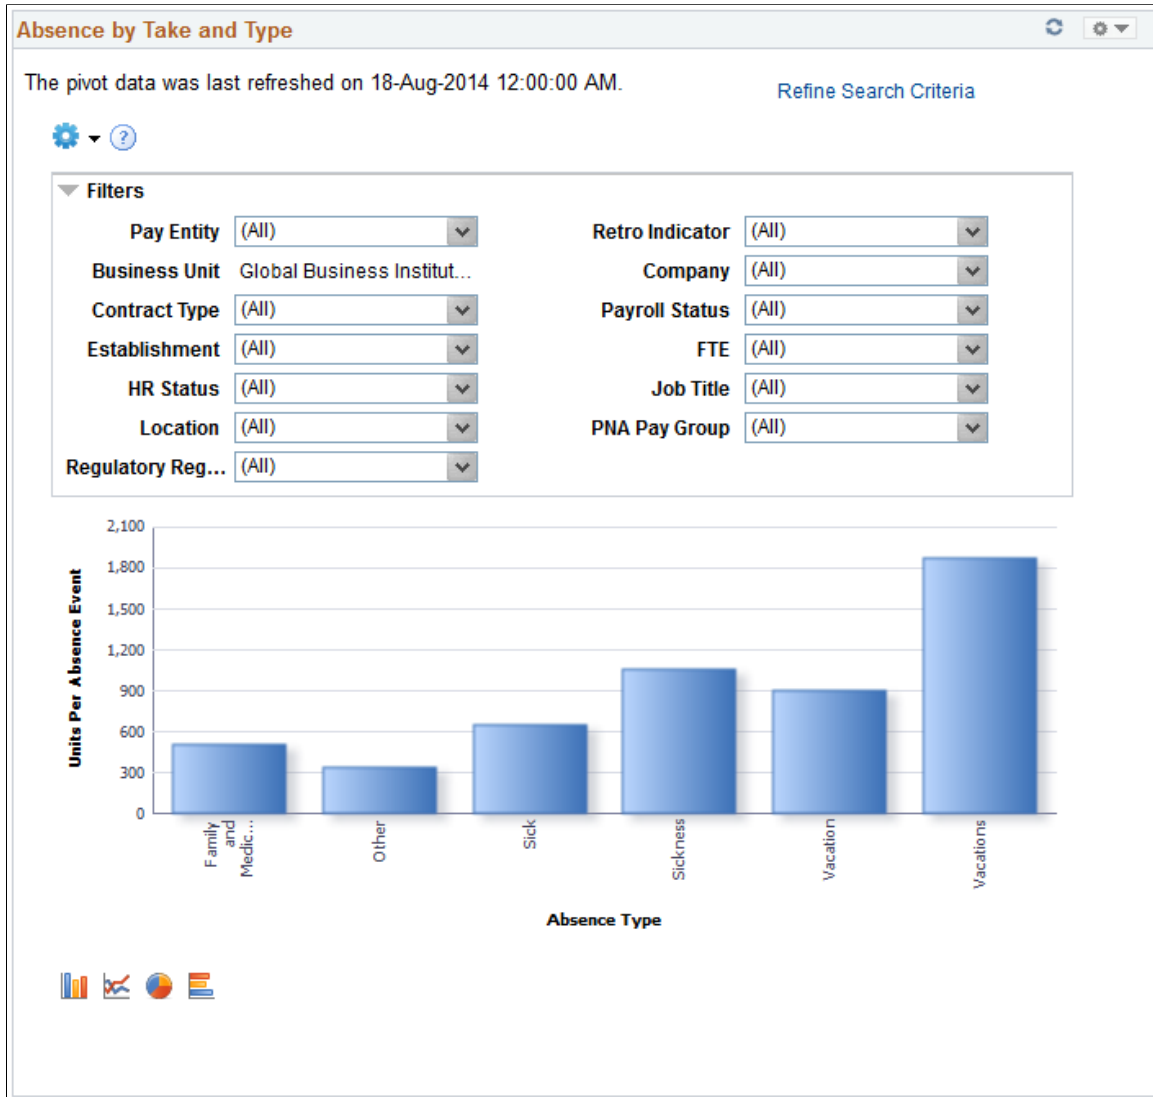 Absence by Take and Type
The pivot data was last refreshed on 18-Aug-2014 12:00:00 AM.
Refine Search Criteria
?
Filters
Pay Entity (All) Retro Indicator (All)
Business Unit Global Business Institut... Company (All)
Contract Type (All) Payroll Status (All)
Establishment (All) FTE (All)
HR Status (All) Job Title (All)
Location (All) PNA Pay Group (All)
Regulatory Reg... (All)
Units Per Absence Event
2,100
1,800
1,500
1,200
900
600
300
0
Family
and
Medic...
Other
Sick
Sickness
Vacation
Vacations
Absence Type